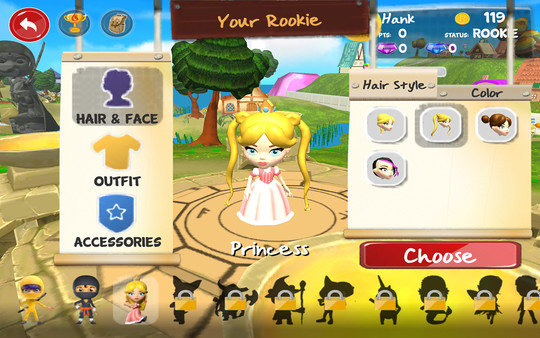 Your Rookie
Hank
119
PTS: 0
STATUS: ROOKIE
0
0
HAIR & FACE
OUTFIT
ACCESSORIES
Hair Style
Color
Princess
Choose